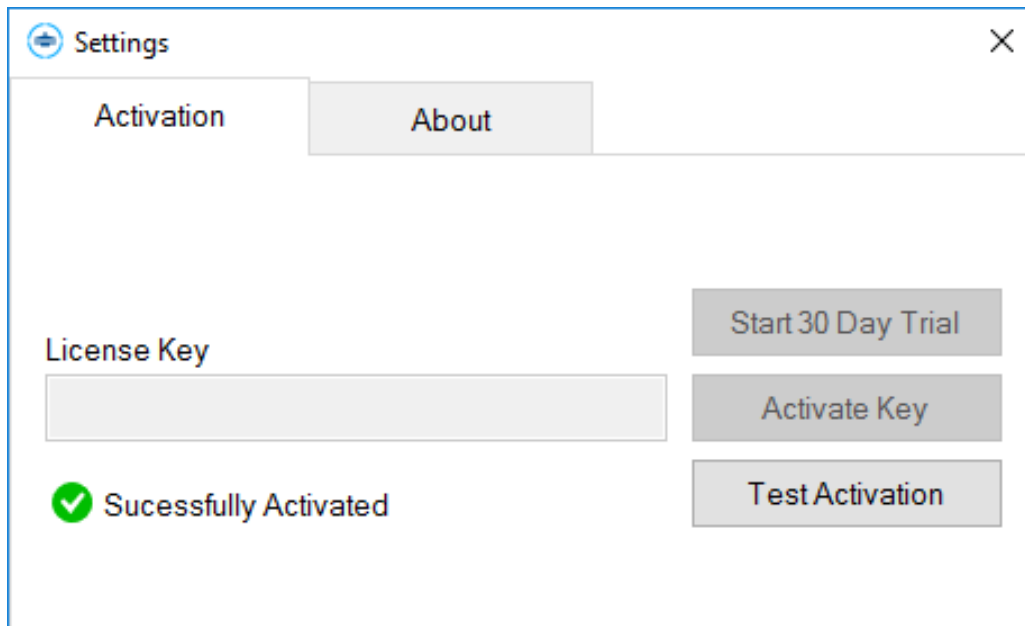 Settings
Activation
About
Start 30 Day Trial
License Key
Activate Key
Sucessfully Activated
Test Activation